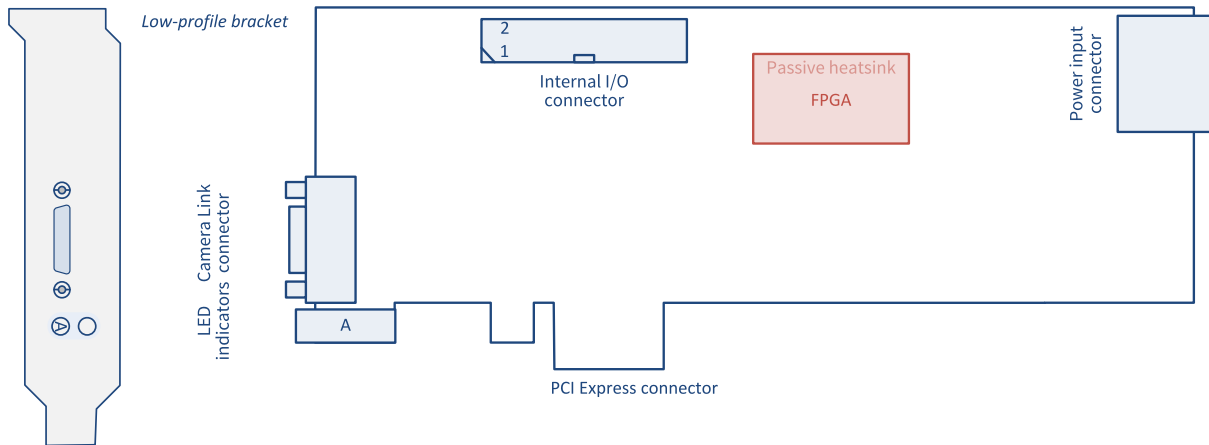 Low-profile bracket
2
1
Internal I/O
connector
Passive heatsink
FPGA
Power input
connector
Camera Link
connector
LED
indicators
A
A
PCI Express connector